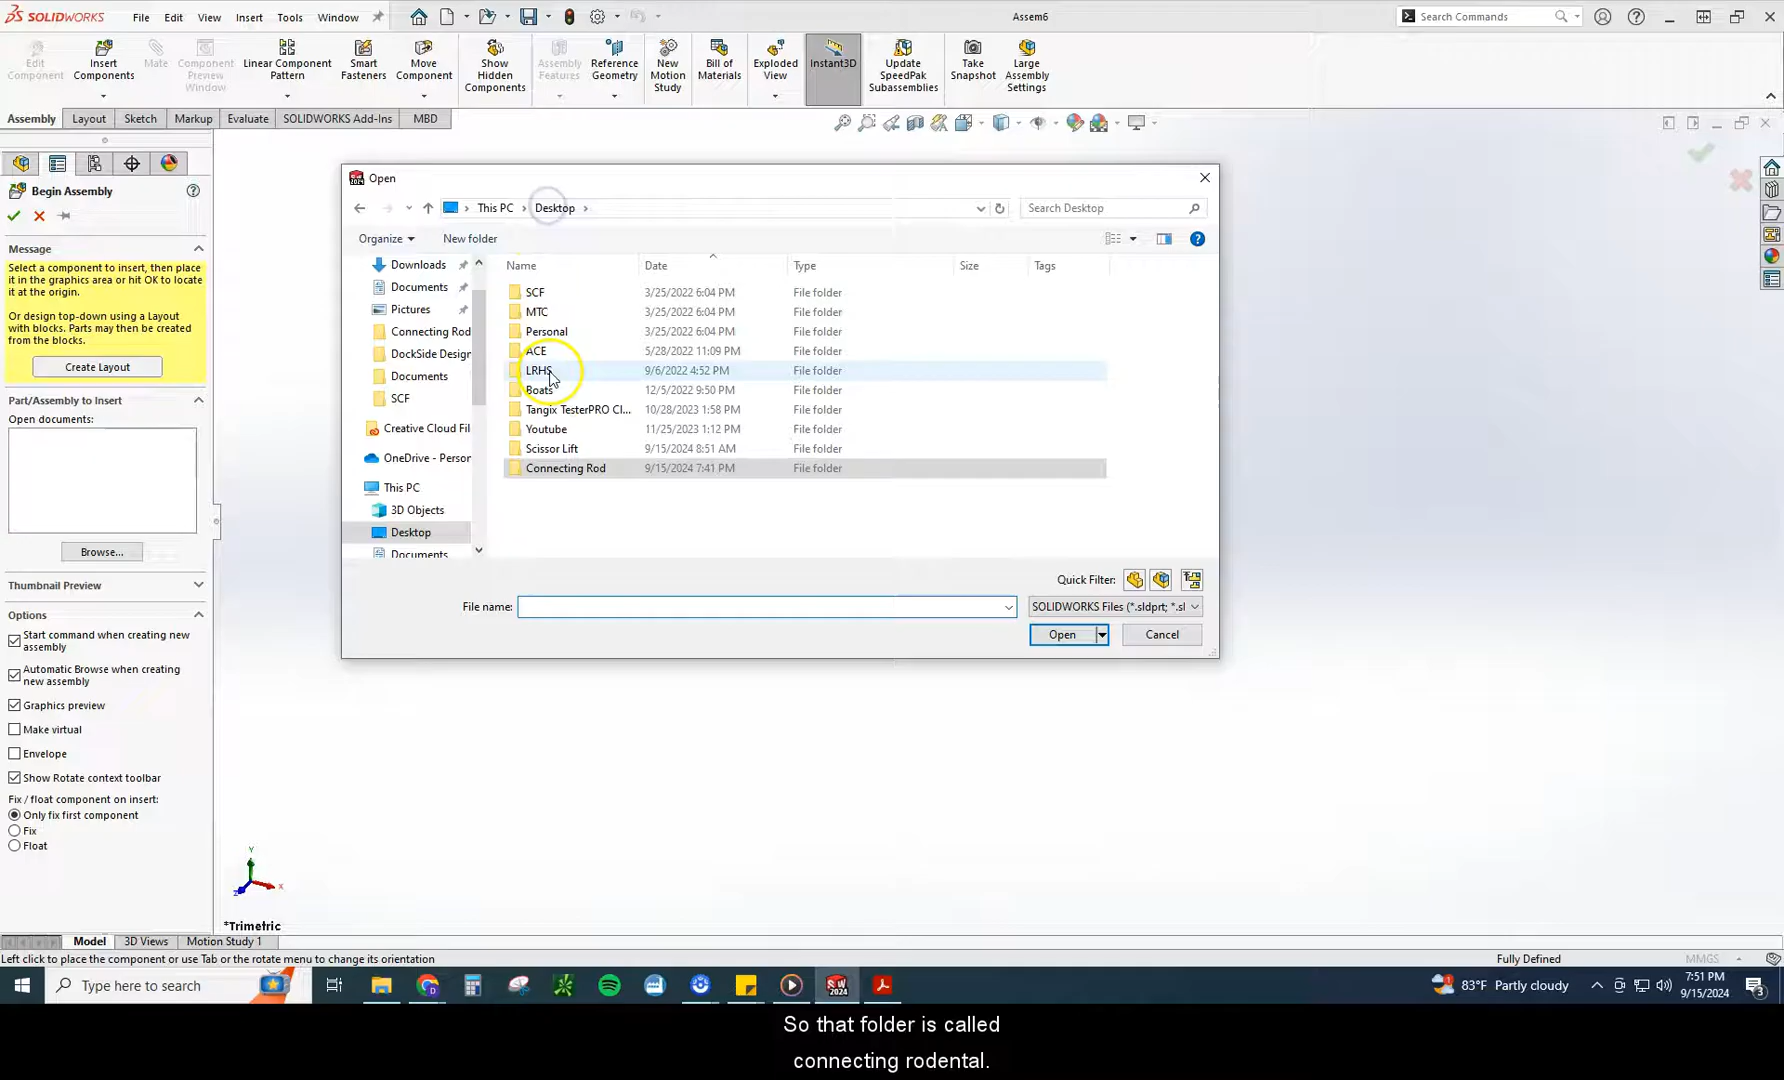 SOLIDWORKS File Edit View Insert Tools Window Assem6 Search Commands
Edit Component
Insert Components
Mate
Component Preview Window
Linear Component Pattern
Smart Fasteners
Move Component
Show Hidden Components
Assembly Features
Reference Geometry
New Motion Study
Bill of Materials
Exploded View
Instant3D
Update SpeedPak Subassemblies
Take Snapshot
Large Assembly Settings
Assembly Layout Sketch Markup Evaluate SOLIDWORKS Add-Ins MBD
Begin Assembly
Message
Select a component to insert, then place
it in the graphics area or hit OK to locate
it at the origin.
Or design top-down using a Layout
with blocks. Parts may then be created
from the blocks.
Create Layout
Part/Assembly to Insert
Open documents:
Browse...
Thumbnail Preview
Options
Start command when creating new
assembly
Automatic Browse when creating
new assembly
Graphics preview
Make virtual
Envelope
Show Rotate context toolbar
Fix / float component on insert:
Only fix first component
Fix
Float
Open
This PC > Desktop >
Search Desktop
Organize New folder
Downloads
Documents
Pictures
Connecting Rod
DockSide Design
Documents
SCF
Creative Cloud Fil
OneDrive - Person
This PC
3D Objects
Desktop
Documents
Name Date Type Size Tags
SCF 3/25/2022 6:04 PM File folder
MTC 3/25/2022 6:04 PM File folder
Personal 3/25/2022 6:04 PM File folder
ACE 5/28/2022 11:09 PM File folder
LRHS 9/6/2022 4:52 PM File folder
Boats 12/5/2022 9:50 PM File folder
Tangix TesterPRO Cl... 10/28/2023 1:58 PM File folder
Youtube 11/25/2023 1:12 PM File folder
Scissor Lift 9/15/2024 8:51 AM File folder
Connecting Rod 9/15/2024 7:41 PM File folder
Quick Filter:
File name:
SOLIDWORKS Files (*.sldprt; *.sl
Open Cancel
Y
X
Z
*Trimetric
Model 3D Views Motion Study 1
Left click to place the component or use Tab or the rotate menu to change its orientation
Fully Defined MMGS
Type here to search
83°F Partly cloudy
7:51 PM
9/15/2024
3
So that folder is called
connecting rodental.